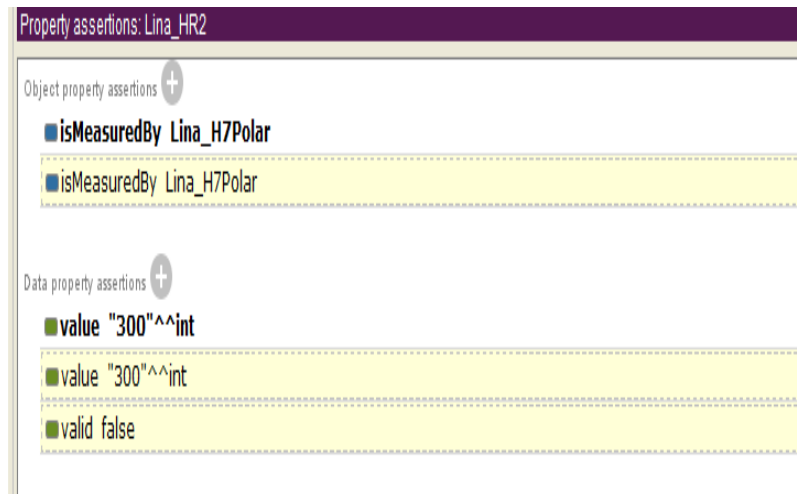 Property assertions: Lina_HR2
Object property assertions
isMeasuredBy Lina_H7Polar
isMeasuredBy Lina_H7Polar
Data property assertions
value "300"^^int
value "300"^^int
valid false